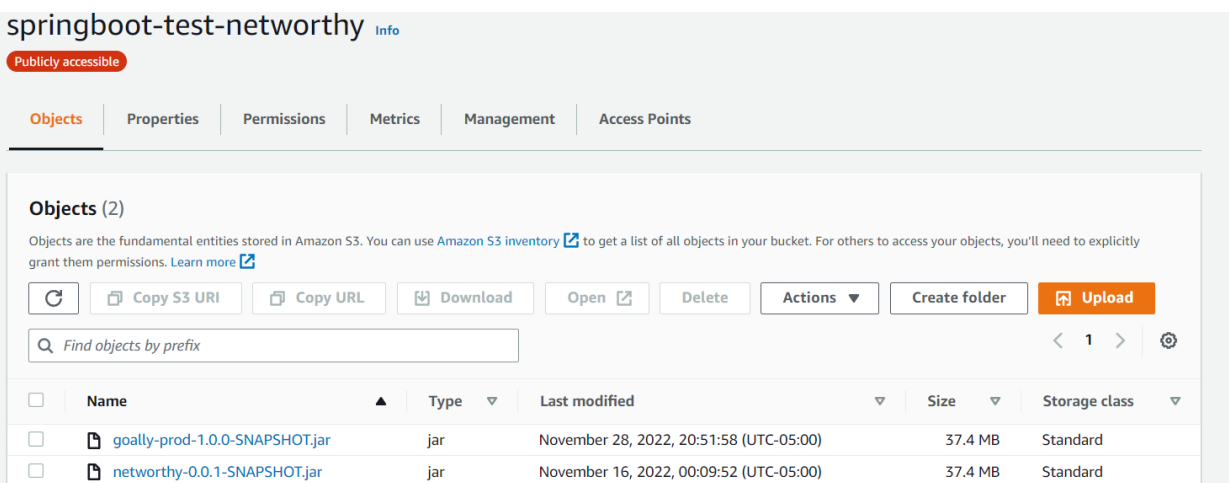 springboot-test-networthy Info
Publicly accessible
Objects Properties Permissions Metrics Management Access Points
Objects (2)
Objects are the fundamental entities stored in Amazon S3. You can use Amazon S3 inventory to get a list of all objects in your bucket. For others to access your objects, you'll need to explicitly
grant them permissions. Learn more
Copy S3 URI Copy URL Download Open Delete Actions Create folder Upload
Find objects by prefix 1
Name Type Last modified Size Storage class
goally-prod-1.0.0-SNAPSHOT.jar jar November 28, 2022, 20:51:58 (UTC-05:00) 37.4 MB Standard
networthy-0.0.1-SNAPSHOT.jar jar November 16, 2022, 00:09:52 (UTC-05:00) 37.4 MB Standard